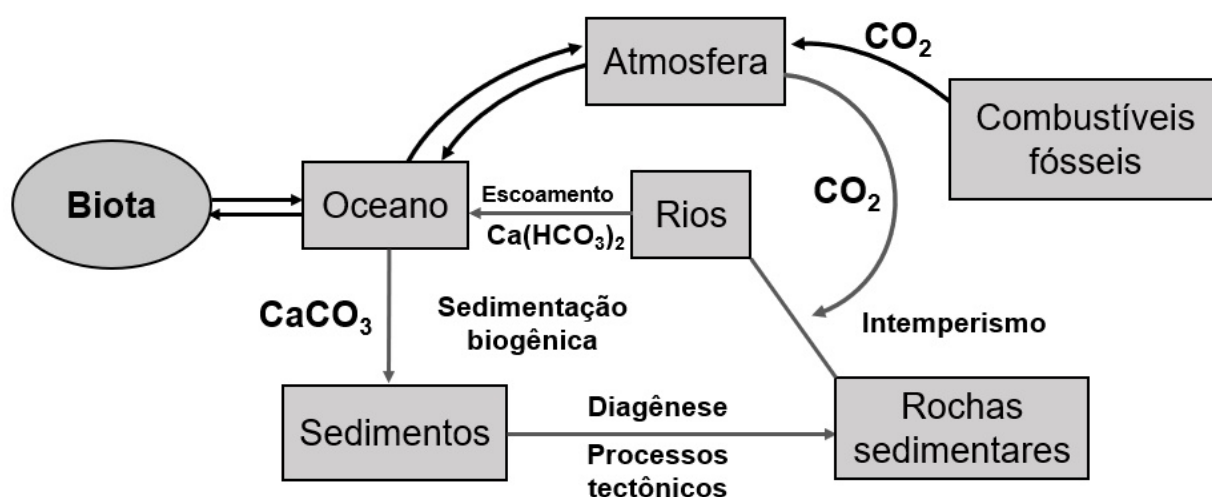 CO₂
Atmosfera
Combustíveis
fósseis
CO₂
Biota
Oceano
Escoamento
Ca(HCO₃)₂
Rios
CaCO₃
Sedimentação
biogênica
Intemperismo
Sedimentos
Diagênese
Processos
tectônicos
Rochas
sedimentares